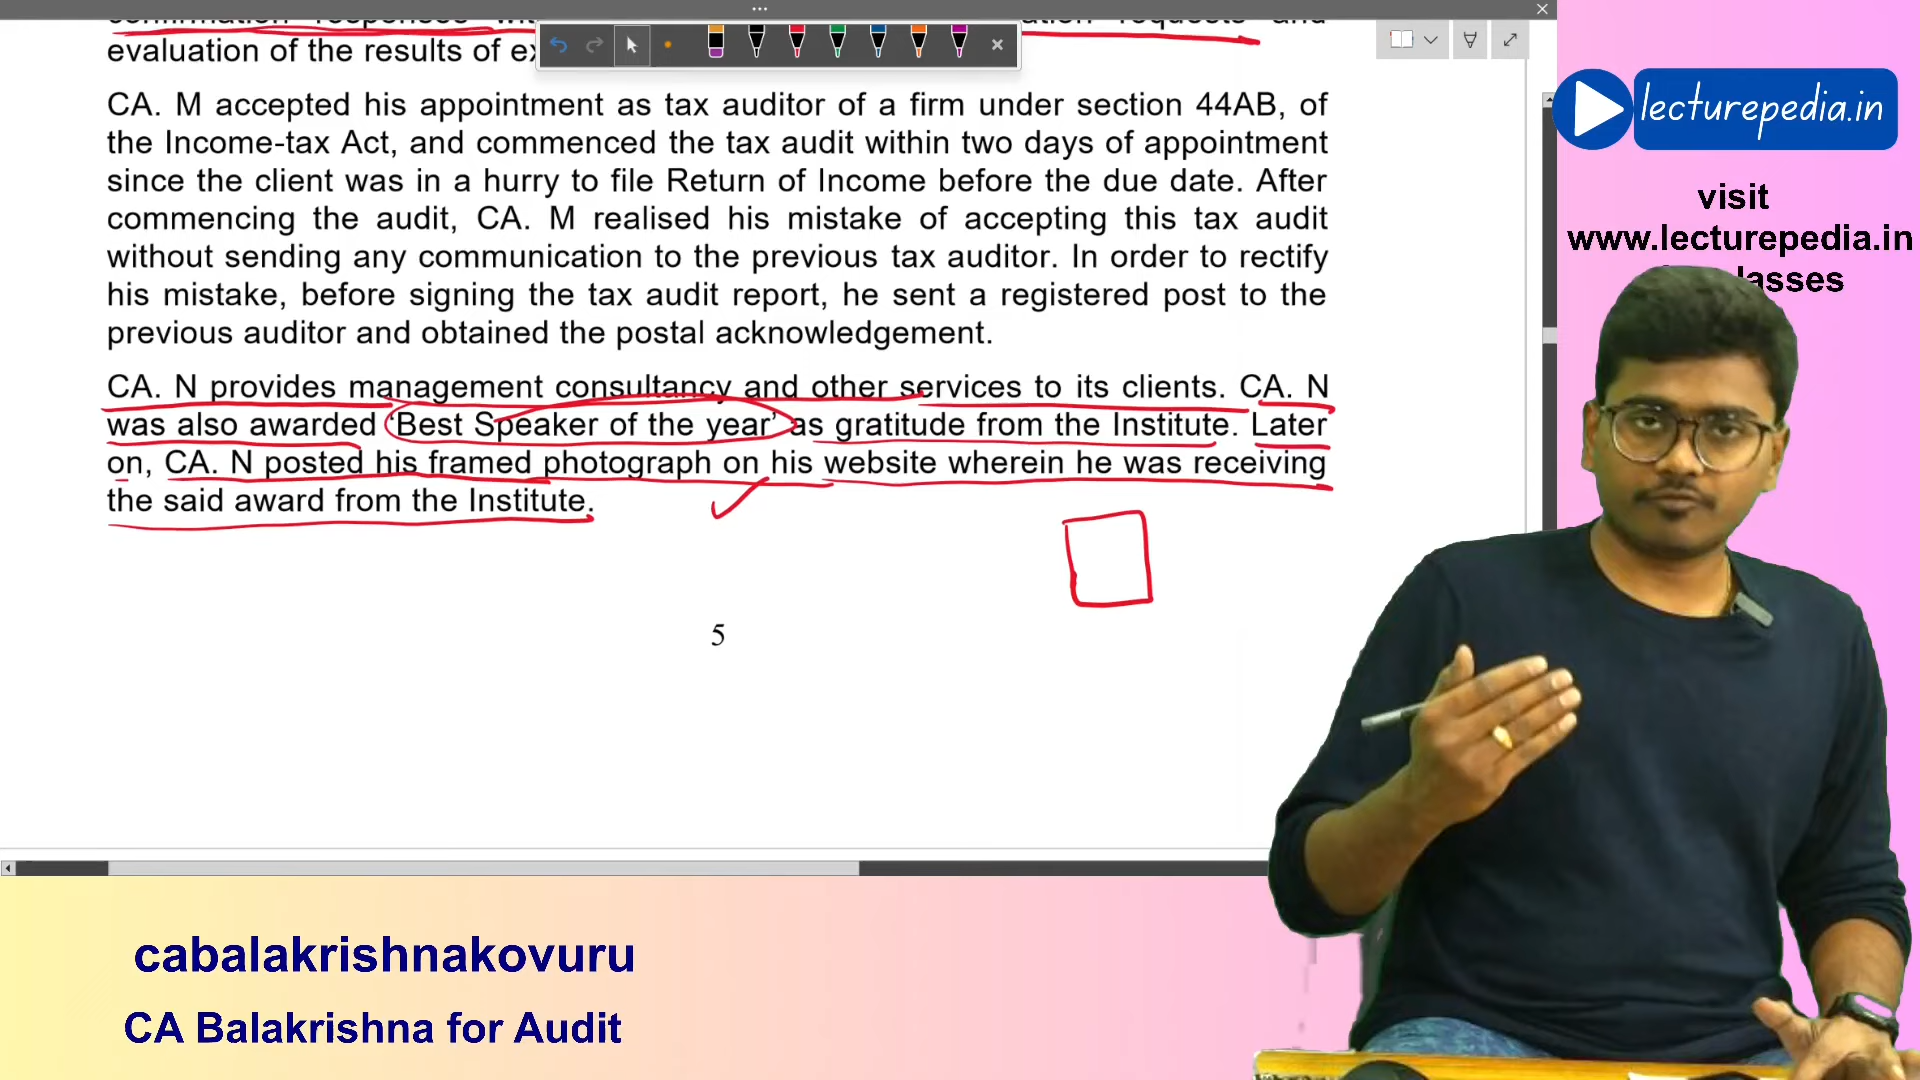 evaluation of the results of
CA. M accepted his appointment as tax auditor of a firm under section 44AB, of
the Income-tax Act, and commenced the tax audit within two days of appointment
since the client was in a hurry to file Return of Income before the due date. After
commencing the audit, CA. M realised his mistake of accepting this tax audit
without sending any communication to the previous tax auditor. In order to rectify
his mistake, before signing the tax audit report, he sent a registered post to the
previous auditor and obtained the postal acknowledgement.
CA. N provides management consultancy and other services to its clients. CA. N
was also awarded 'Best Speaker of the year' as gratitude from the Institute. Later
on, CA. N posted his framed photograph on his website wherein he was receiving
the said award from the Institute.
5
lecturepedia.in
visit
www.lecturepedia.in
cabalakrishnakovuru
CA Balakrishna for Audit